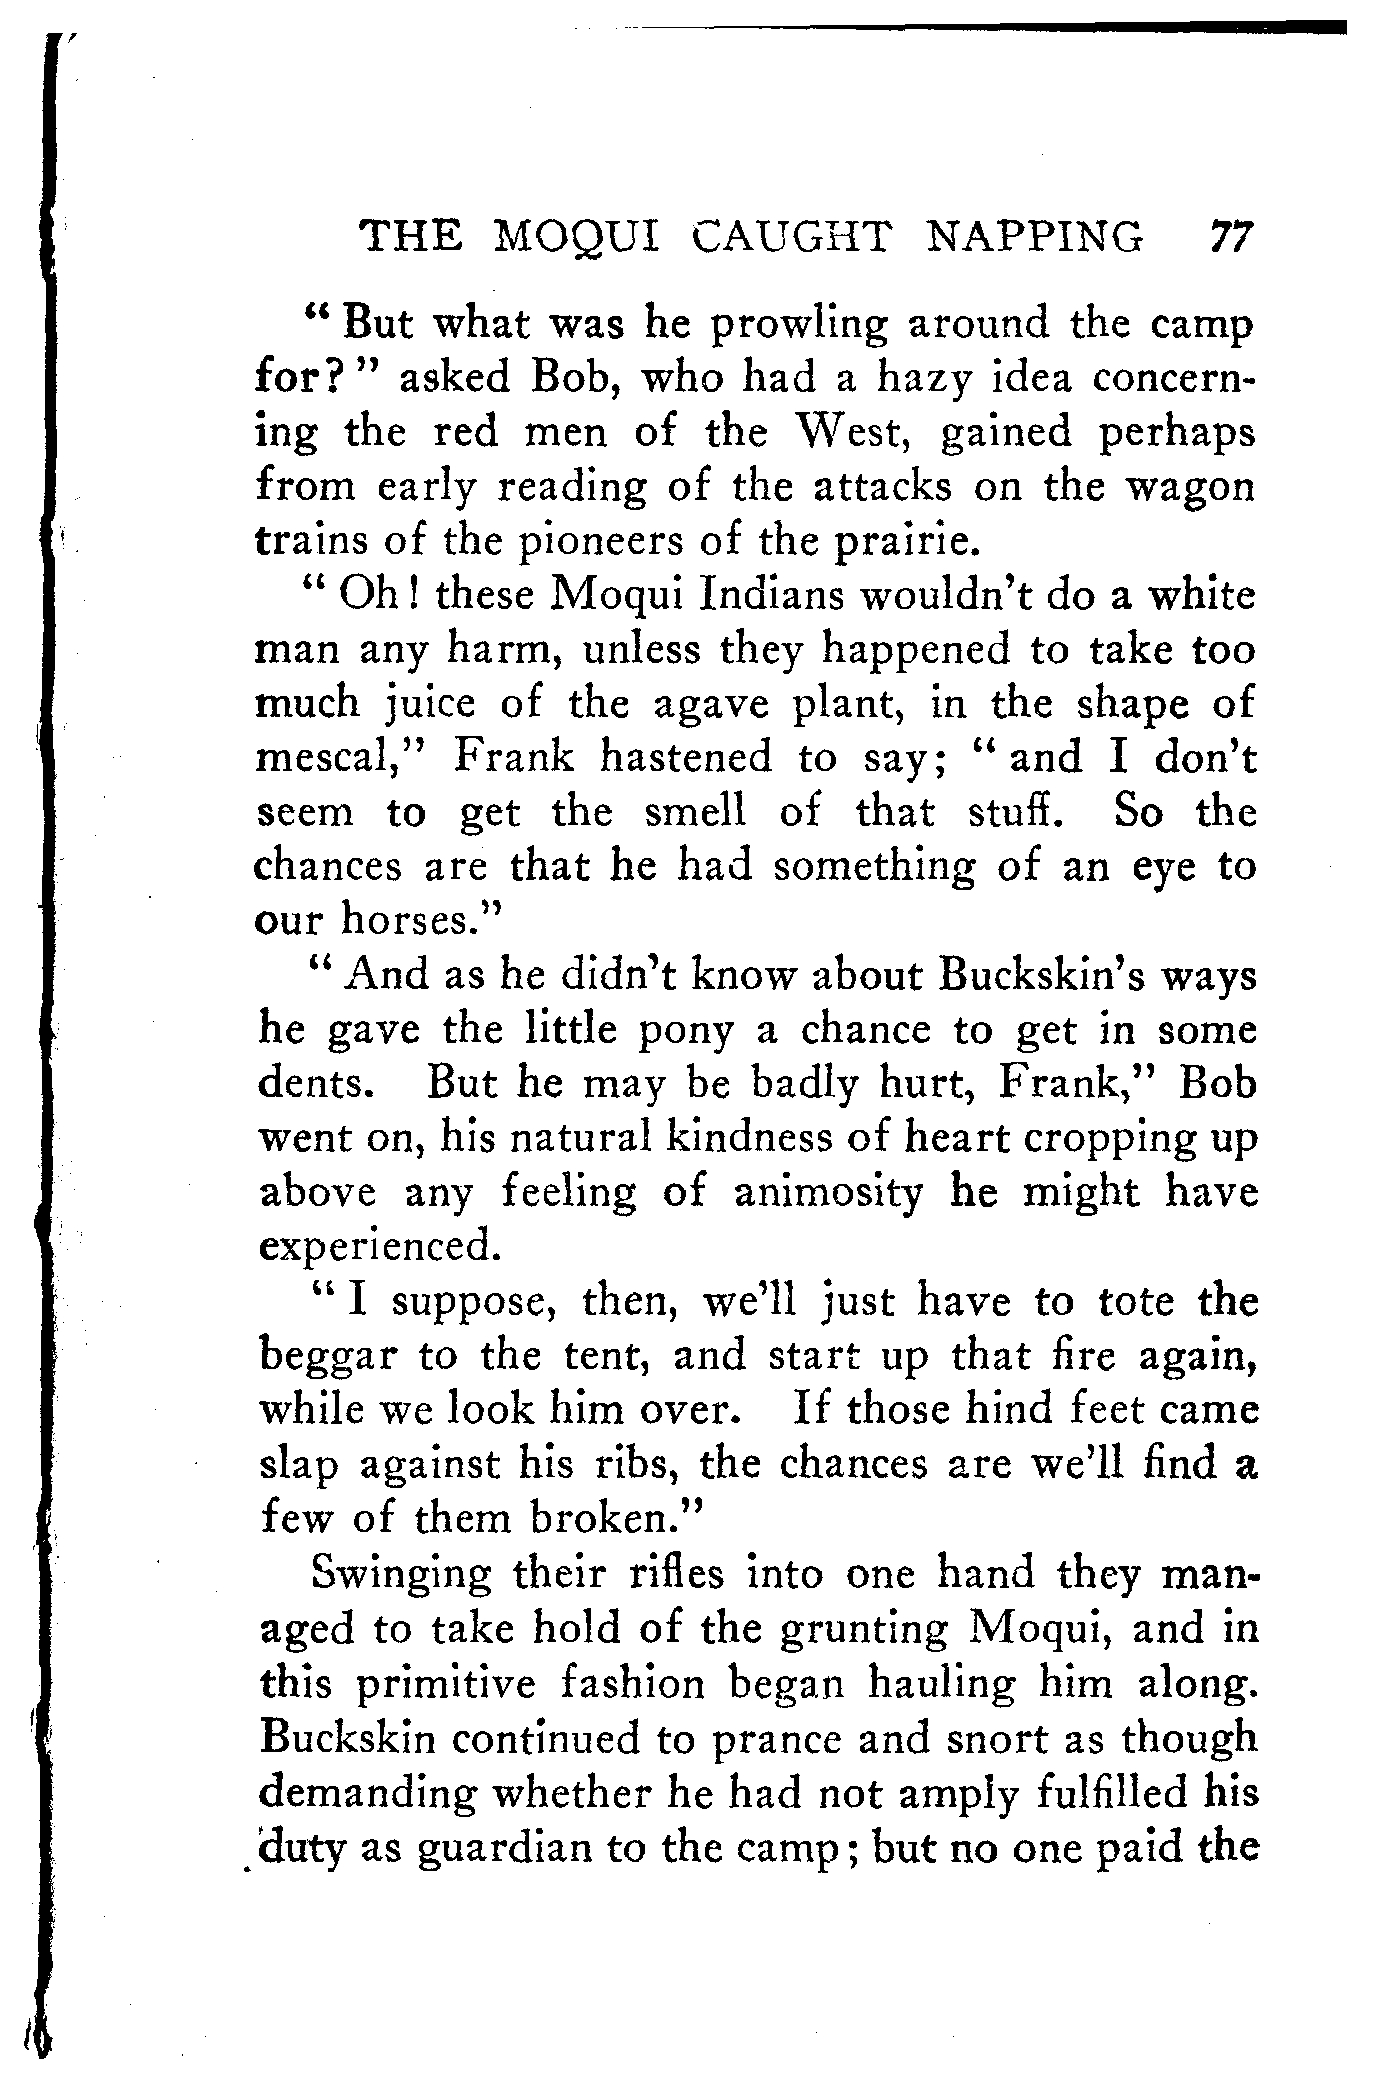 THE MOQUI CAUGHT NAPPING 77
“ But what was he prowling around the camp
for? ” asked Bob, who had a hazy idea concern-
ing the red men of the West, gained perhaps
from early reading of the attacks on the wagon
trains of the pioneers of the prairie.
“ Oh! these Moqui Indians wouldn’t do a white
man any harm, unless they happened to take too
much juice of the agave plant, in the shape of
mescal,” Frank hastened to say; “ and I don’t
seem to get the smell of that stuff. So the
chances are that he had something of an eye to
our horses.”
“ And as he didn’t know about Buckskin’s ways
he gave the little pony a chance to get in some
dents. But he may be badly hurt, Frank,” Bob
went on, his natural kindness of heart cropping up
above any feeling of animosity he might have
experienced.
“ I suppose, then, we’ll just have to tote the
beggar to the tent, and start up that fire again,
while we look him over. If those hind feet came
slap against his ribs, the chances are we’ll find a
few of them broken.”
Swinging their rifles into one hand they man-
aged to take hold of the grunting Moqui, and in
this primitive fashion began hauling him along.
Buckskin continued to prance and snort as though
demanding whether he had not amply fulfilled his
duty as guardian to the camp; but no one paid the